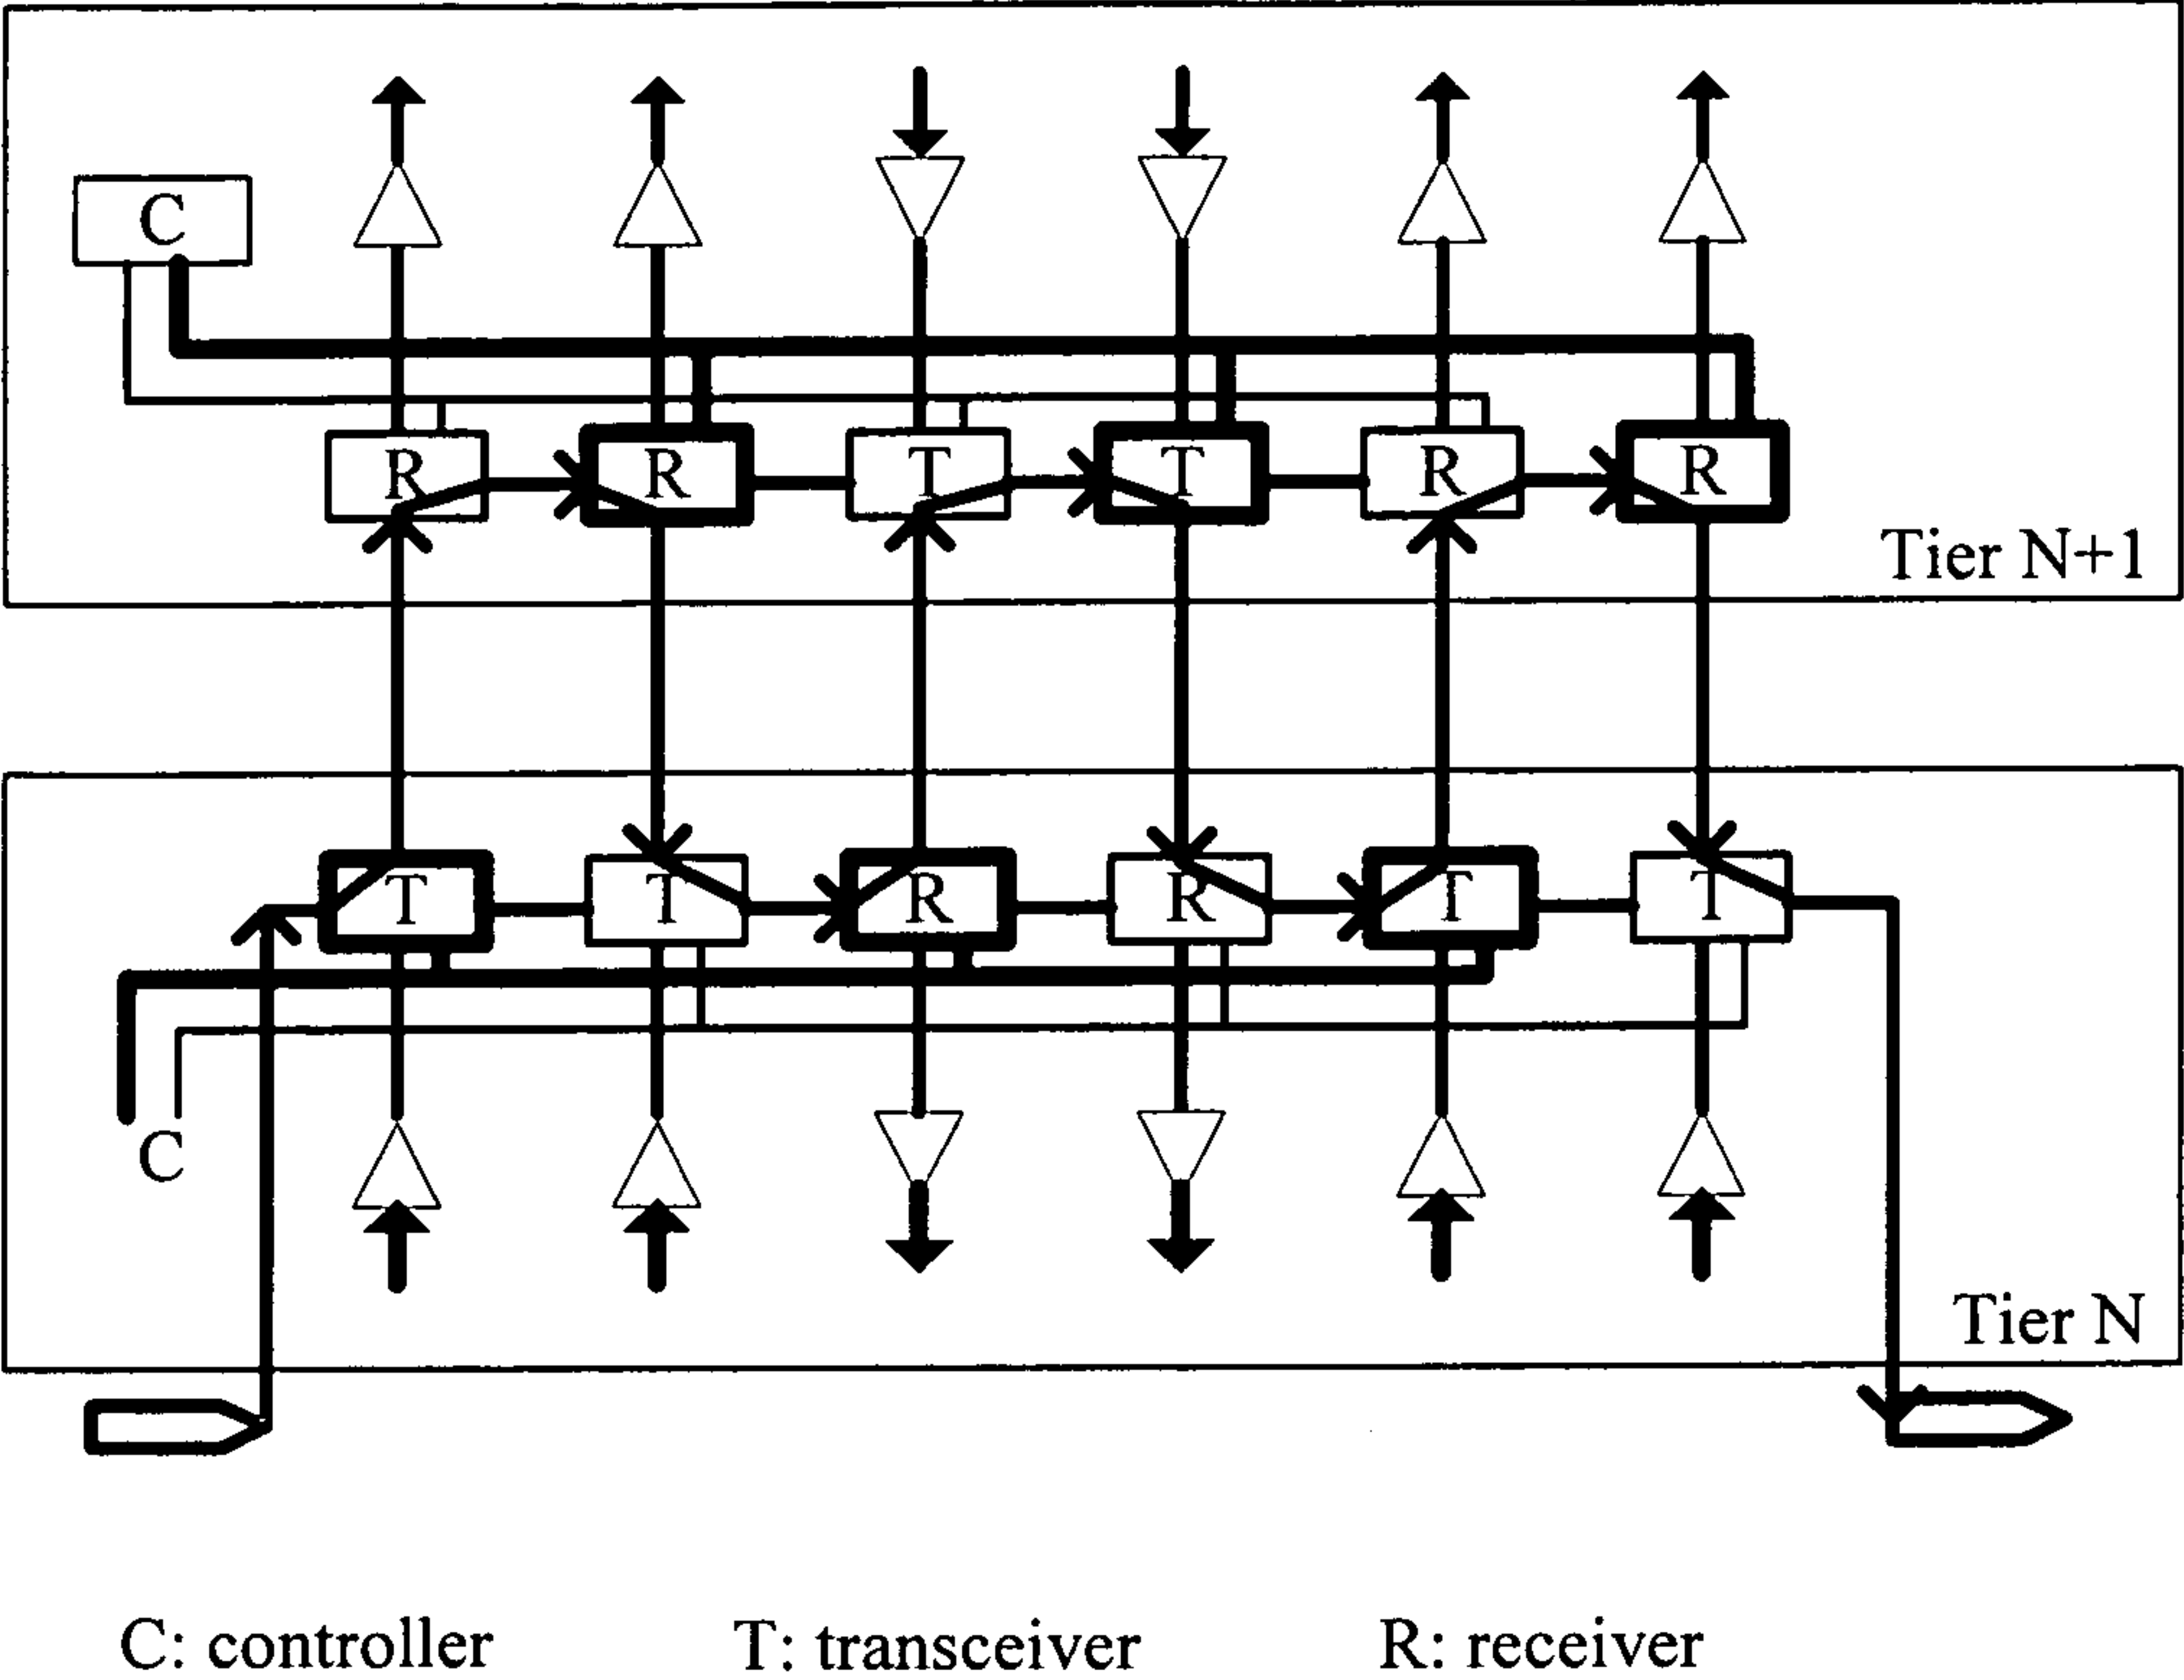 C
R R T T R R
Tier N+1
T T R R T T
C
Tier N
C: controller T: transceiver R: receiver